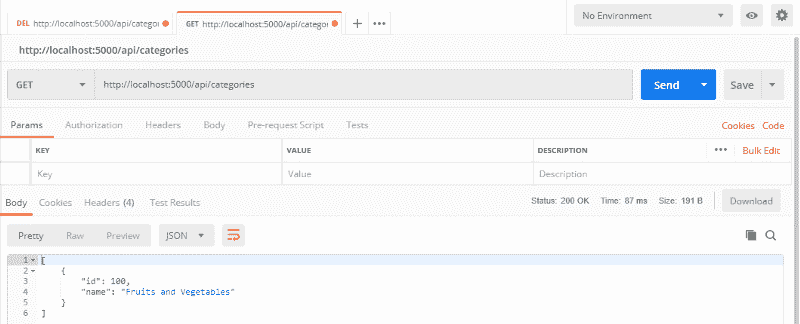 DEL http://localhost:5000/api/categori
GET http://localhost:5000/api/categori
No Environment
http://localhost:5000/api/categories
GET http://localhost:5000/api/categories Send Save
Params Authorization Headers Body Pre-request Script Tests Cookies Code
KEY VALUE DESCRIPTION Bulk Edit
Key Value Description
Body Cookies Headers (4) Test Results Status: 200 OK Time: 87 ms Size: 191 B Download
Pretty Raw Preview JSON
1 [
2 {
3 "id": 100,
4 "name": "Fruits and Vegetables"
5 }
6 ]